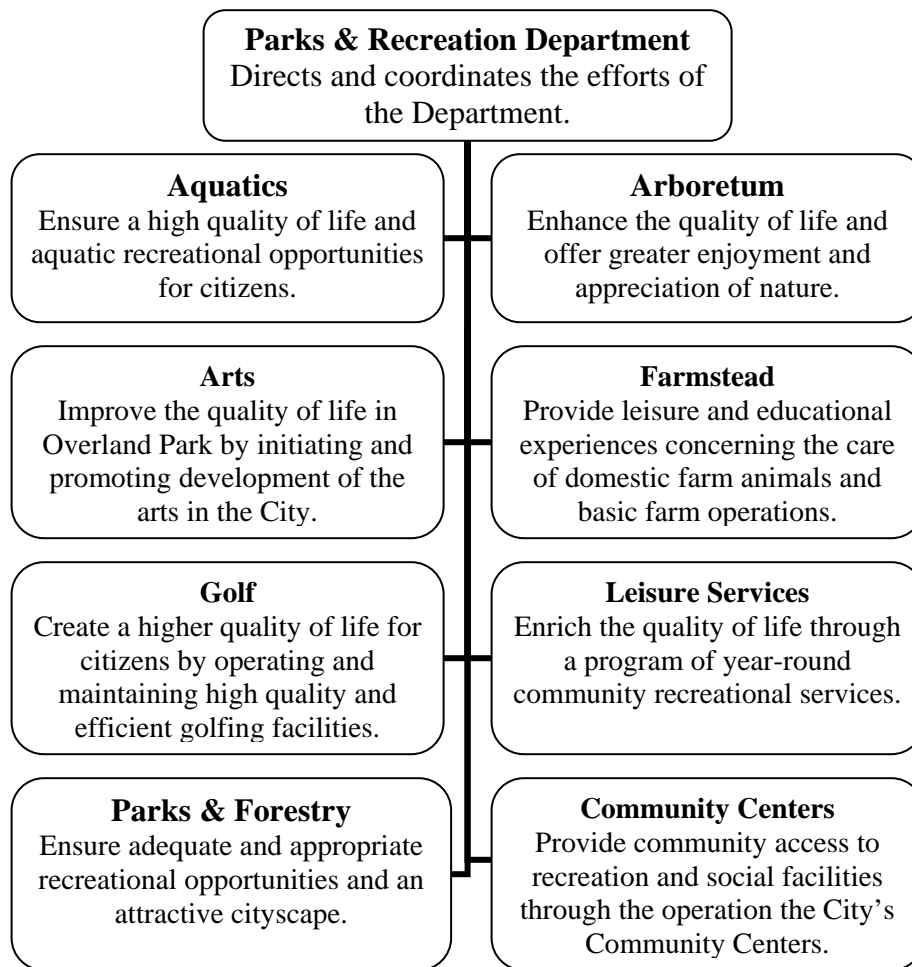 Parks & Recreation Department
Directs and coordinates the efforts of
the Department.
Aquatics
Ensure a high quality of life and
aquatic recreational opportunities
for citizens.
Arboretum
Enhance the quality of life and
offer greater enjoyment and
appreciation of nature.
Arts
Improve the quality of life in
Overland Park by initiating and
promoting development of the
arts in the City.
Farmstead
Provide leisure and educational
experiences concerning the care
of domestic farm animals and
basic farm operations.
Golf
Create a higher quality of life for
citizens by operating and
maintaining high quality and
efficient golfing facilities.
Leisure Services
Enrich the quality of life through
a program of year-round
community recreational services.
Parks & Forestry
Ensure adequate and appropriate
recreational opportunities and an
attractive cityscape.
Community Centers
Provide community access to
recreation and social facilities
through the operation the City’s
Community Centers.